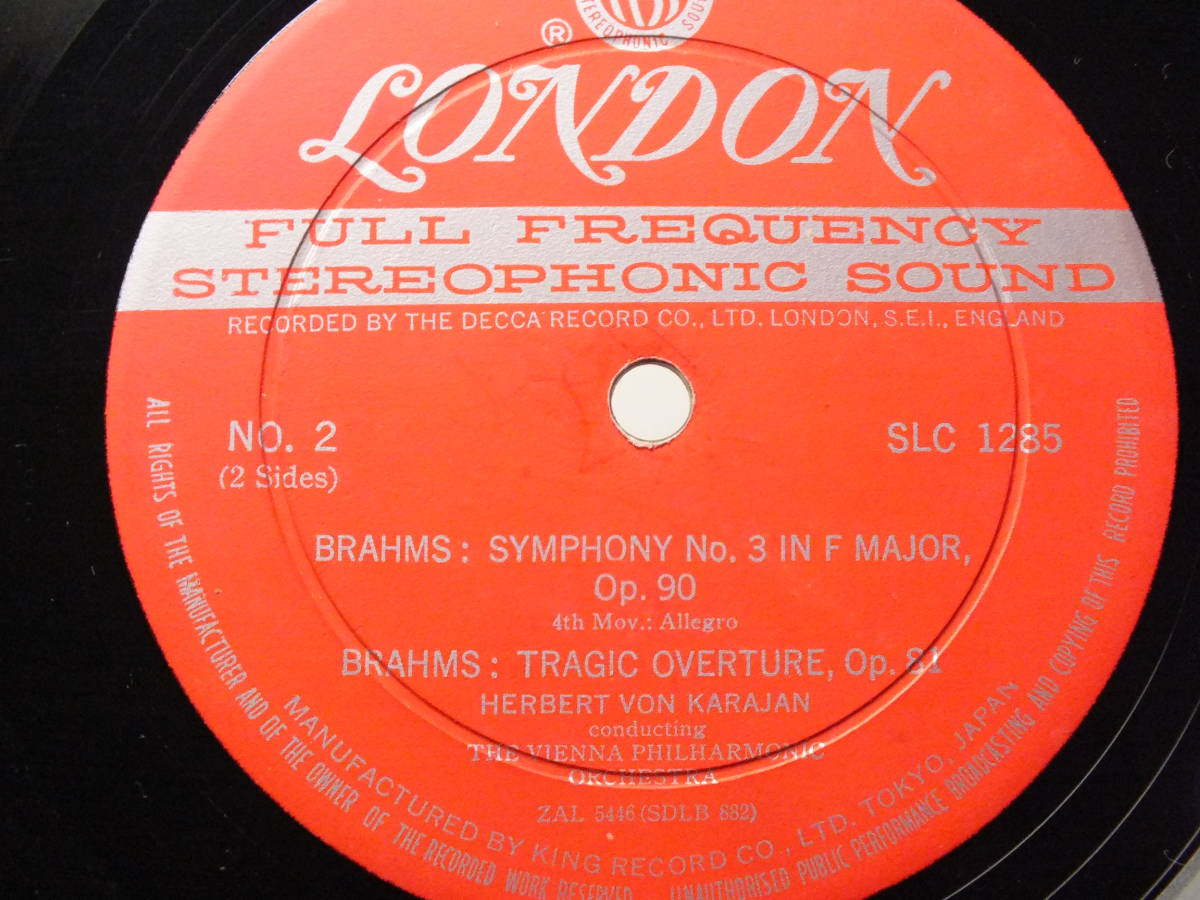 STEREOPHONIC SOU
®
LONDON
FULL FREQUENCY
STEREOPHONIC SOUND
RECORDED BY THE DECCA RECORD CO., LTD. LONDON, S.E.I., ENGLAND
NO. 2
(2 Sides)
SLC 1285
BRAHMS: SYMPHONY No. 3 IN F MAJOR,
Op. 90
4th Mov.: Allegro
BRAHMS: TRAGIC OVERTURE, Op. 81
HERBERT VON KARAJAN
conducting
THE VIENNA PHILHARMONIC
ORCHESTRA
ZAL 5446 (SDLB 882)
MANUFACTURED BY KING RECORD CO., LTD. TOKYO, JAPAN
ALL RIGHTS OF THE MANUFACTURER AND OF THE OWNER OF THE RECORDED WORK RESERVED UNAUTHORISED PUBLIC PERFORMANCE BROADCASTING AND COPYING OF THIS RECORD PROHIBITED